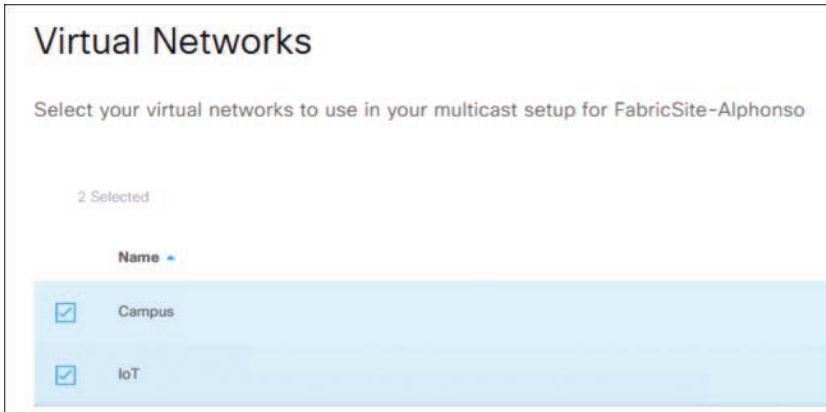 Virtual Networks
Select your virtual networks to use in your multicast setup for FabricSite-Alphonso
2 Selected
Name
Campus
IoT